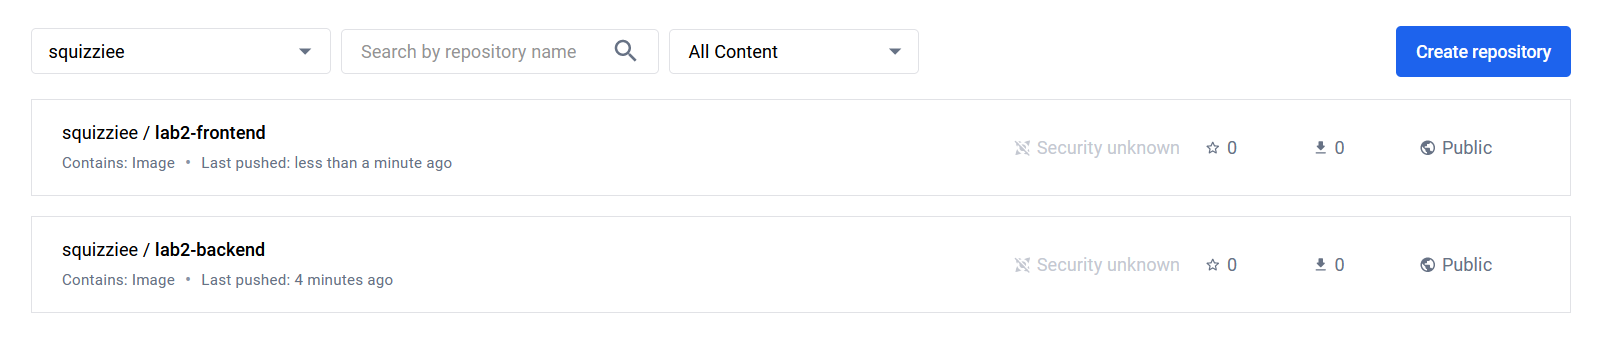 squizziee
Search by repository name
All Content
Create repository
squizziee / lab2-frontend
Contains: Image • Last pushed: less than a minute ago
Security unknown
0
0
Public
squizziee / lab2-backend
Contains: Image • Last pushed: 4 minutes ago
Security unknown
0
0
Public